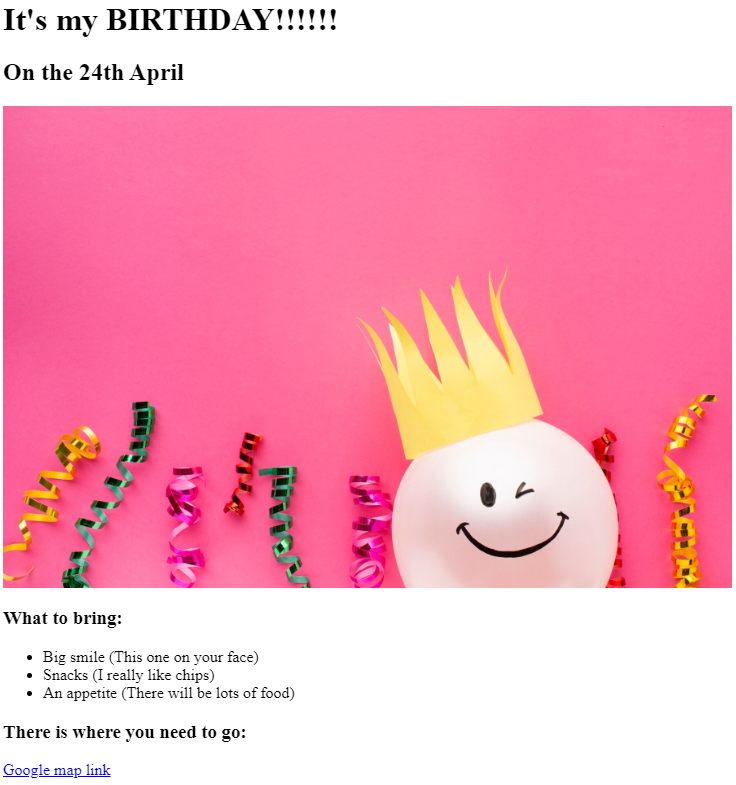 It's my BIRTHDAY!!!!!!
On the 24th April
What to bring:
Big smile (This one on your face)
Snacks (I really like chips)
An appetite (There will be lots of food)
There is where you need to go:
Google map link